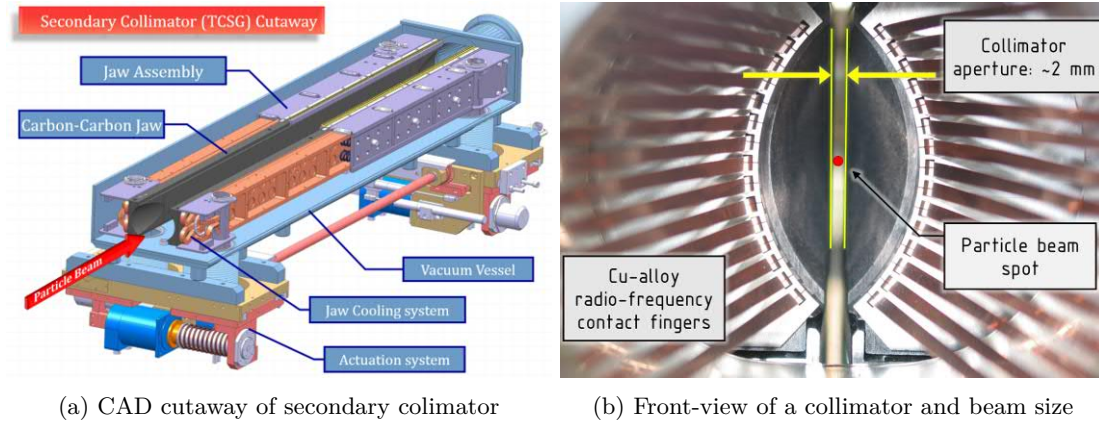 Secondary Collimator (TCSG) Cutaway
Jaw Assembly
Carbon-Carbon Jaw
Particle Beam
Vacuum Vessel
Jaw Cooling system
Actuation system
Collimator
aperture: ~2 mm
Particle beam
spot
Cu-alloy
radio-frequency
contact fingers
(a) CAD cutaway of secondary colimator
(b) Front-view of a collimator and beam size